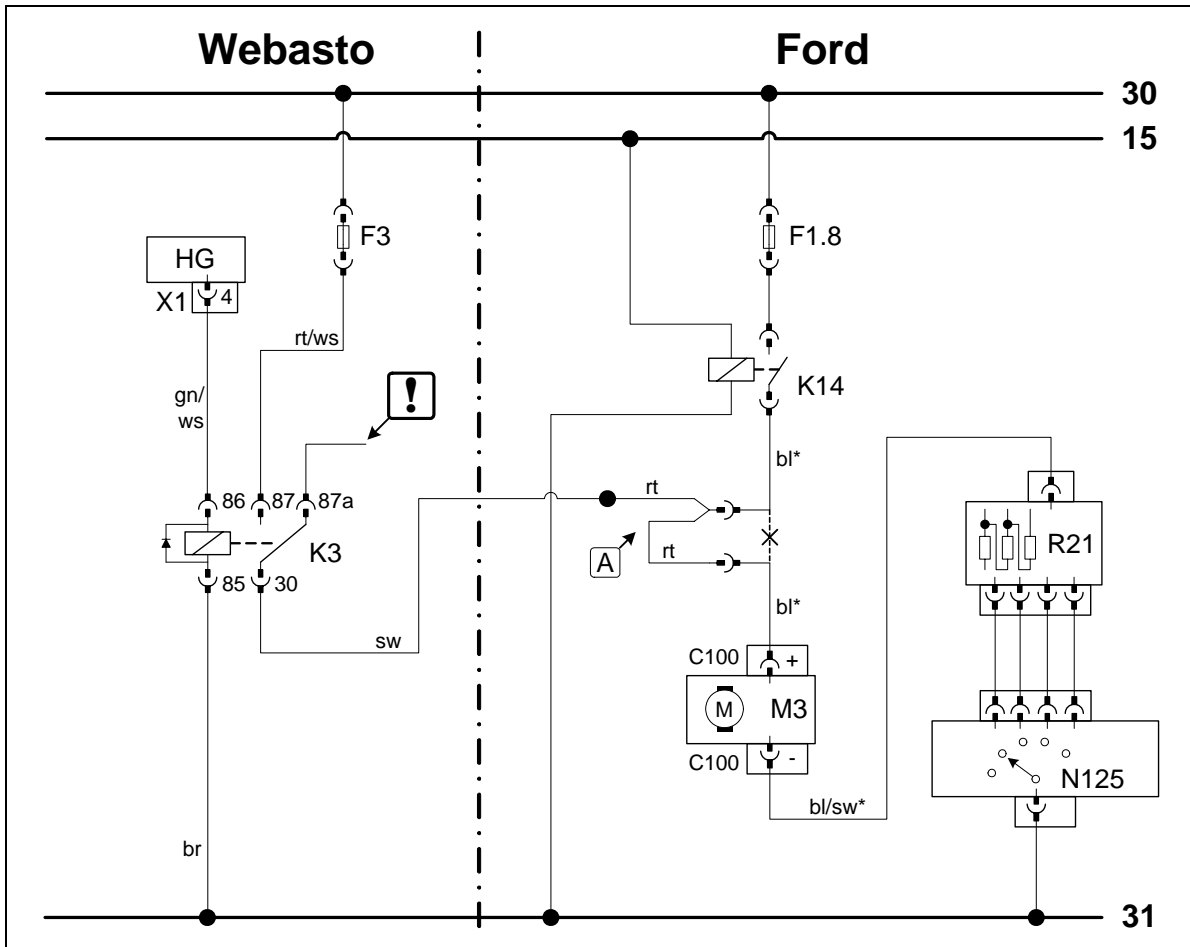 Webasto
Ford
30
15
F3
F1.8
HG
X1
4
rt/ws
!
K14
gn/
ws
bl*
86
87
87a
rt
R21
K3
A
rt
85
30
bl*
sw
C100
+
M
M3
C100
-
N125
bl/sw*
br
31